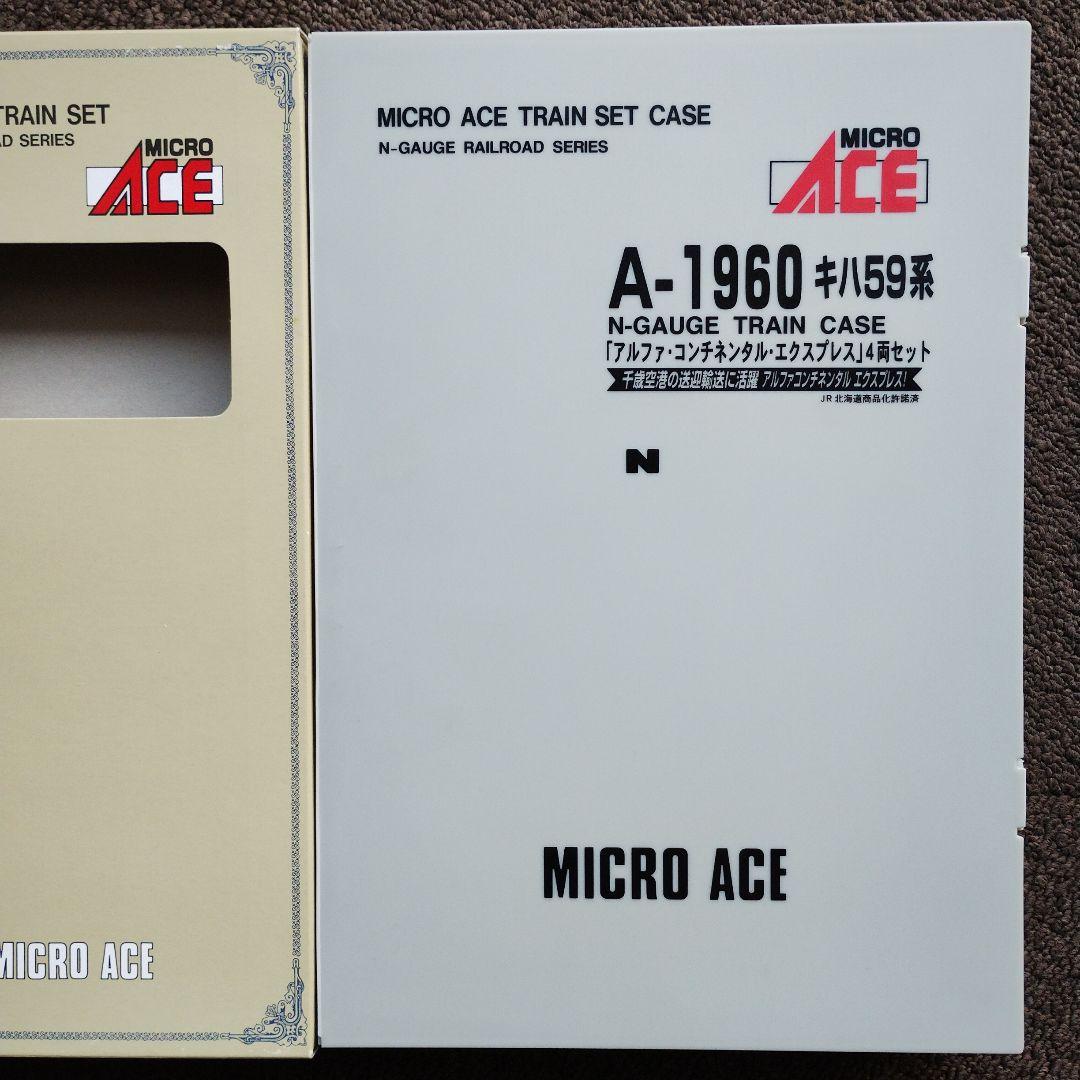 TRAIN SET
AD SERIES
MICRO
ACE
MICRO ACE
MICRO ACE TRAIN SET CASE
N-GAUGE RAILROAD SERIES
MICRO
ACE
A-1960 キハ59系
N-GAUGE TRAIN CASE
「アルファ・コンチネンタル・エクスプレス」4両セット
千歳空港の送迎輸送に活躍 アルファコンチネンタル エクスプレス!
JR北海道商品化許諾済
N
MICRO ACE